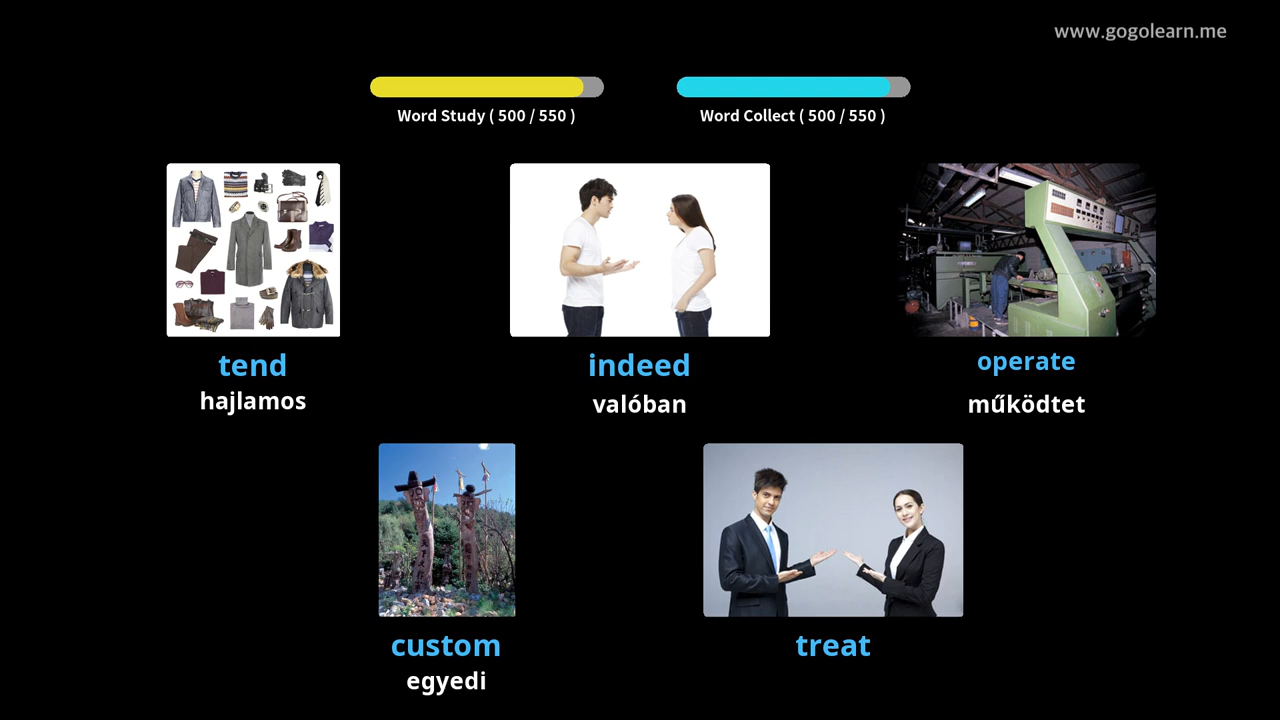 www.gogolearn.me
Word Study ( 500 / 550 )
Word Collect ( 500 / 550 )
tend
hajlamos
indeed
valóban
operate
működtet
custom
egyedi
treat